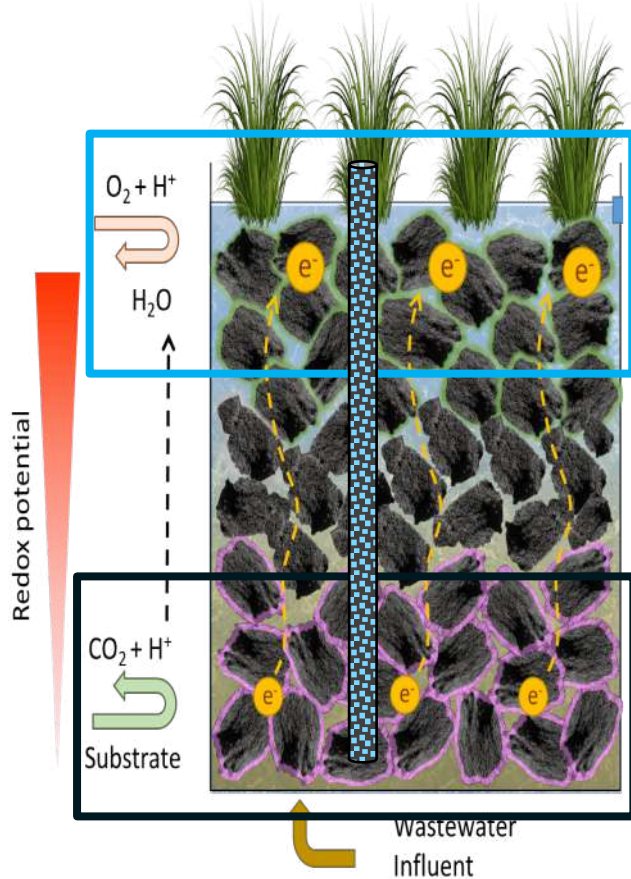 O₂ + H⁺
H₂O
e⁻ e⁻ e⁻
Redox potential
CO₂ + H⁺
Substrate
e⁻ e⁻ e⁻
Wastewater
Influent